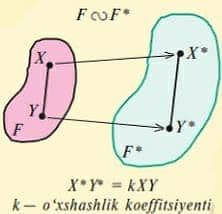 F ∽ F*
X
X*
Y
Y*
F
F*
X*Y* = kXY
k — o‘xshashlik koeffitsiyenti